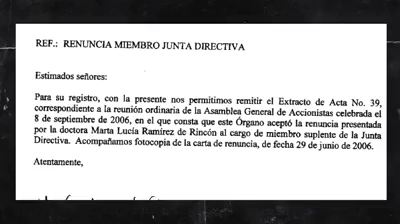 REF.: RENUNCIA MIEMBRO JUNTA DIRECTIVA
Estimados señores:
Para su registro, con la presente nos permitimos remitir el Extracto de Acta No. 39,
correspondiente a la reunión ordinaria de la Asamblea General de Accionistas celebrada el
8 de septiembre de 2006, en el que consta que este Órgano aceptó la renuncia presentada
por la doctora Marta Lucía Ramírez de Rincón al cargo de miembro suplente de la Junta
Directiva. Acompañamos fotocopia de la carta de renuncia, de fecha 29 de junio de 2006.
Atentamente,